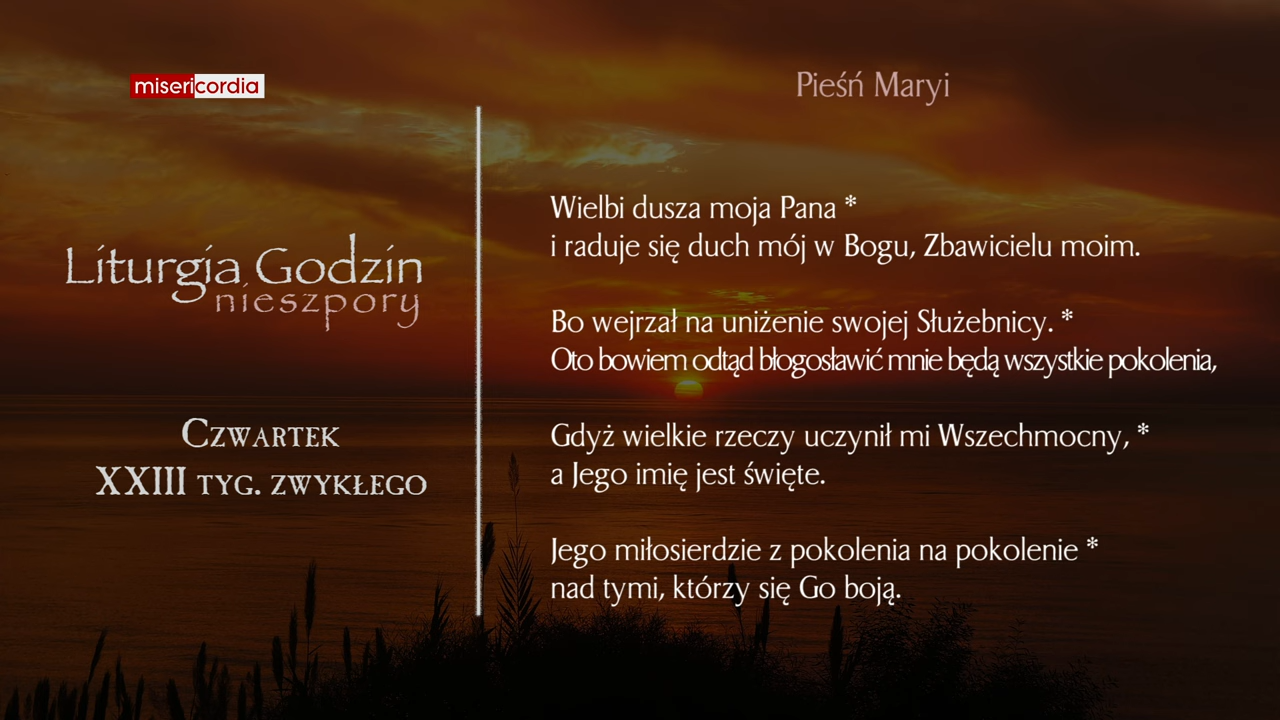 misericordia
Liturgia Godzin
nieszpory
Czwartek
XXIII tyg. zwykłego
Pieśń Maryi
Wielbi dusza moja Pana *
i raduje się duch mój w Bogu, Zbawicielu moim.
Bo wejrzał na uniżenie swojej Służebnicy. *
Oto bowiem odtąd błogosławić mnie będą wszystkie pokolenia,
Gdyż wielkie rzeczy uczynił mi Wszechmocny, *
a Jego imię jest święte.
Jego miłosierdzie z pokolenia na pokolenie *
nad tymi, którzy się Go boją.